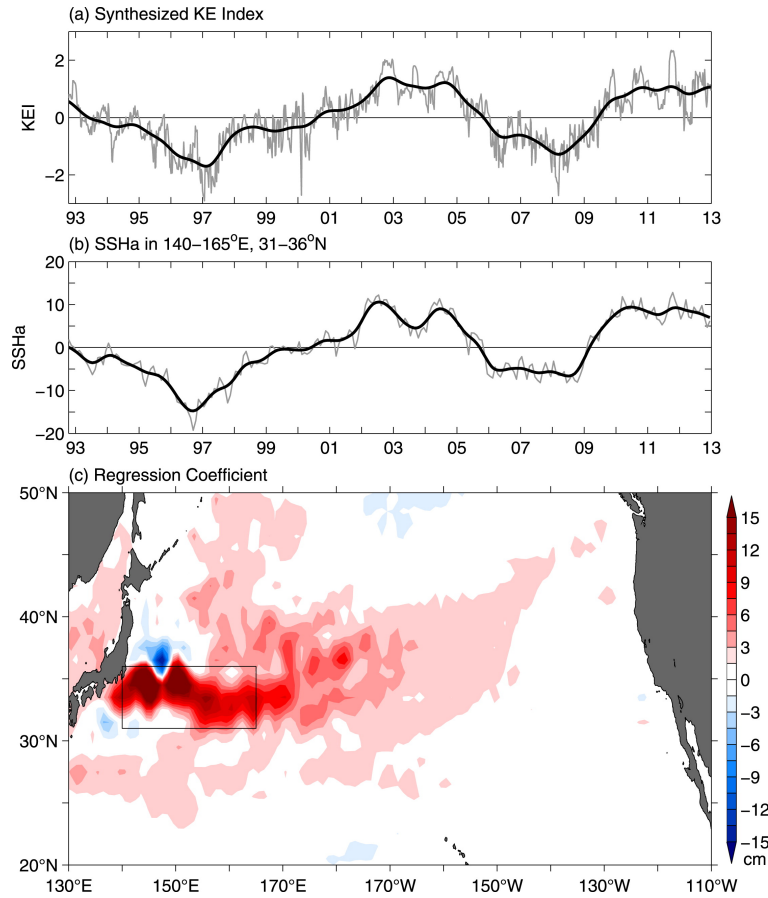 (a) Synthesized KE Index
KEI
2
0
−2
93 95 97 99 01 03 05 07 09 11 13
(b) SSHa in 140−165°E, 31−36°N
SSHa
20
10
0
−10
−20
93 95 97 99 01 03 05 07 09 11 13
(c) Regression Coefficient
50°N
40°N
30°N
20°N
130°E 150°E 170°E 170°W 150°W 130°W 110°W
15
12
9
6
3
0
−3
−6
−9
−12
−15
cm